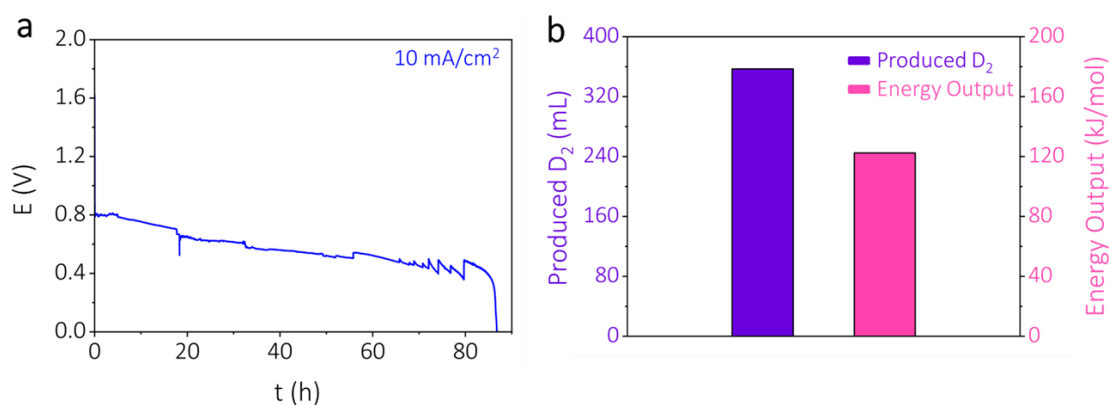 a
2.0
1.6
1.2
0.8
0.4
0.0
E (V)
10 mA/cm²
0
20
40
60
80
t (h)
b
400
320
240
160
80
0
Produced D₂ (mL)
Produced D₂
Energy Output
200
160
120
80
40
0
Energy Output (kJ/mol)